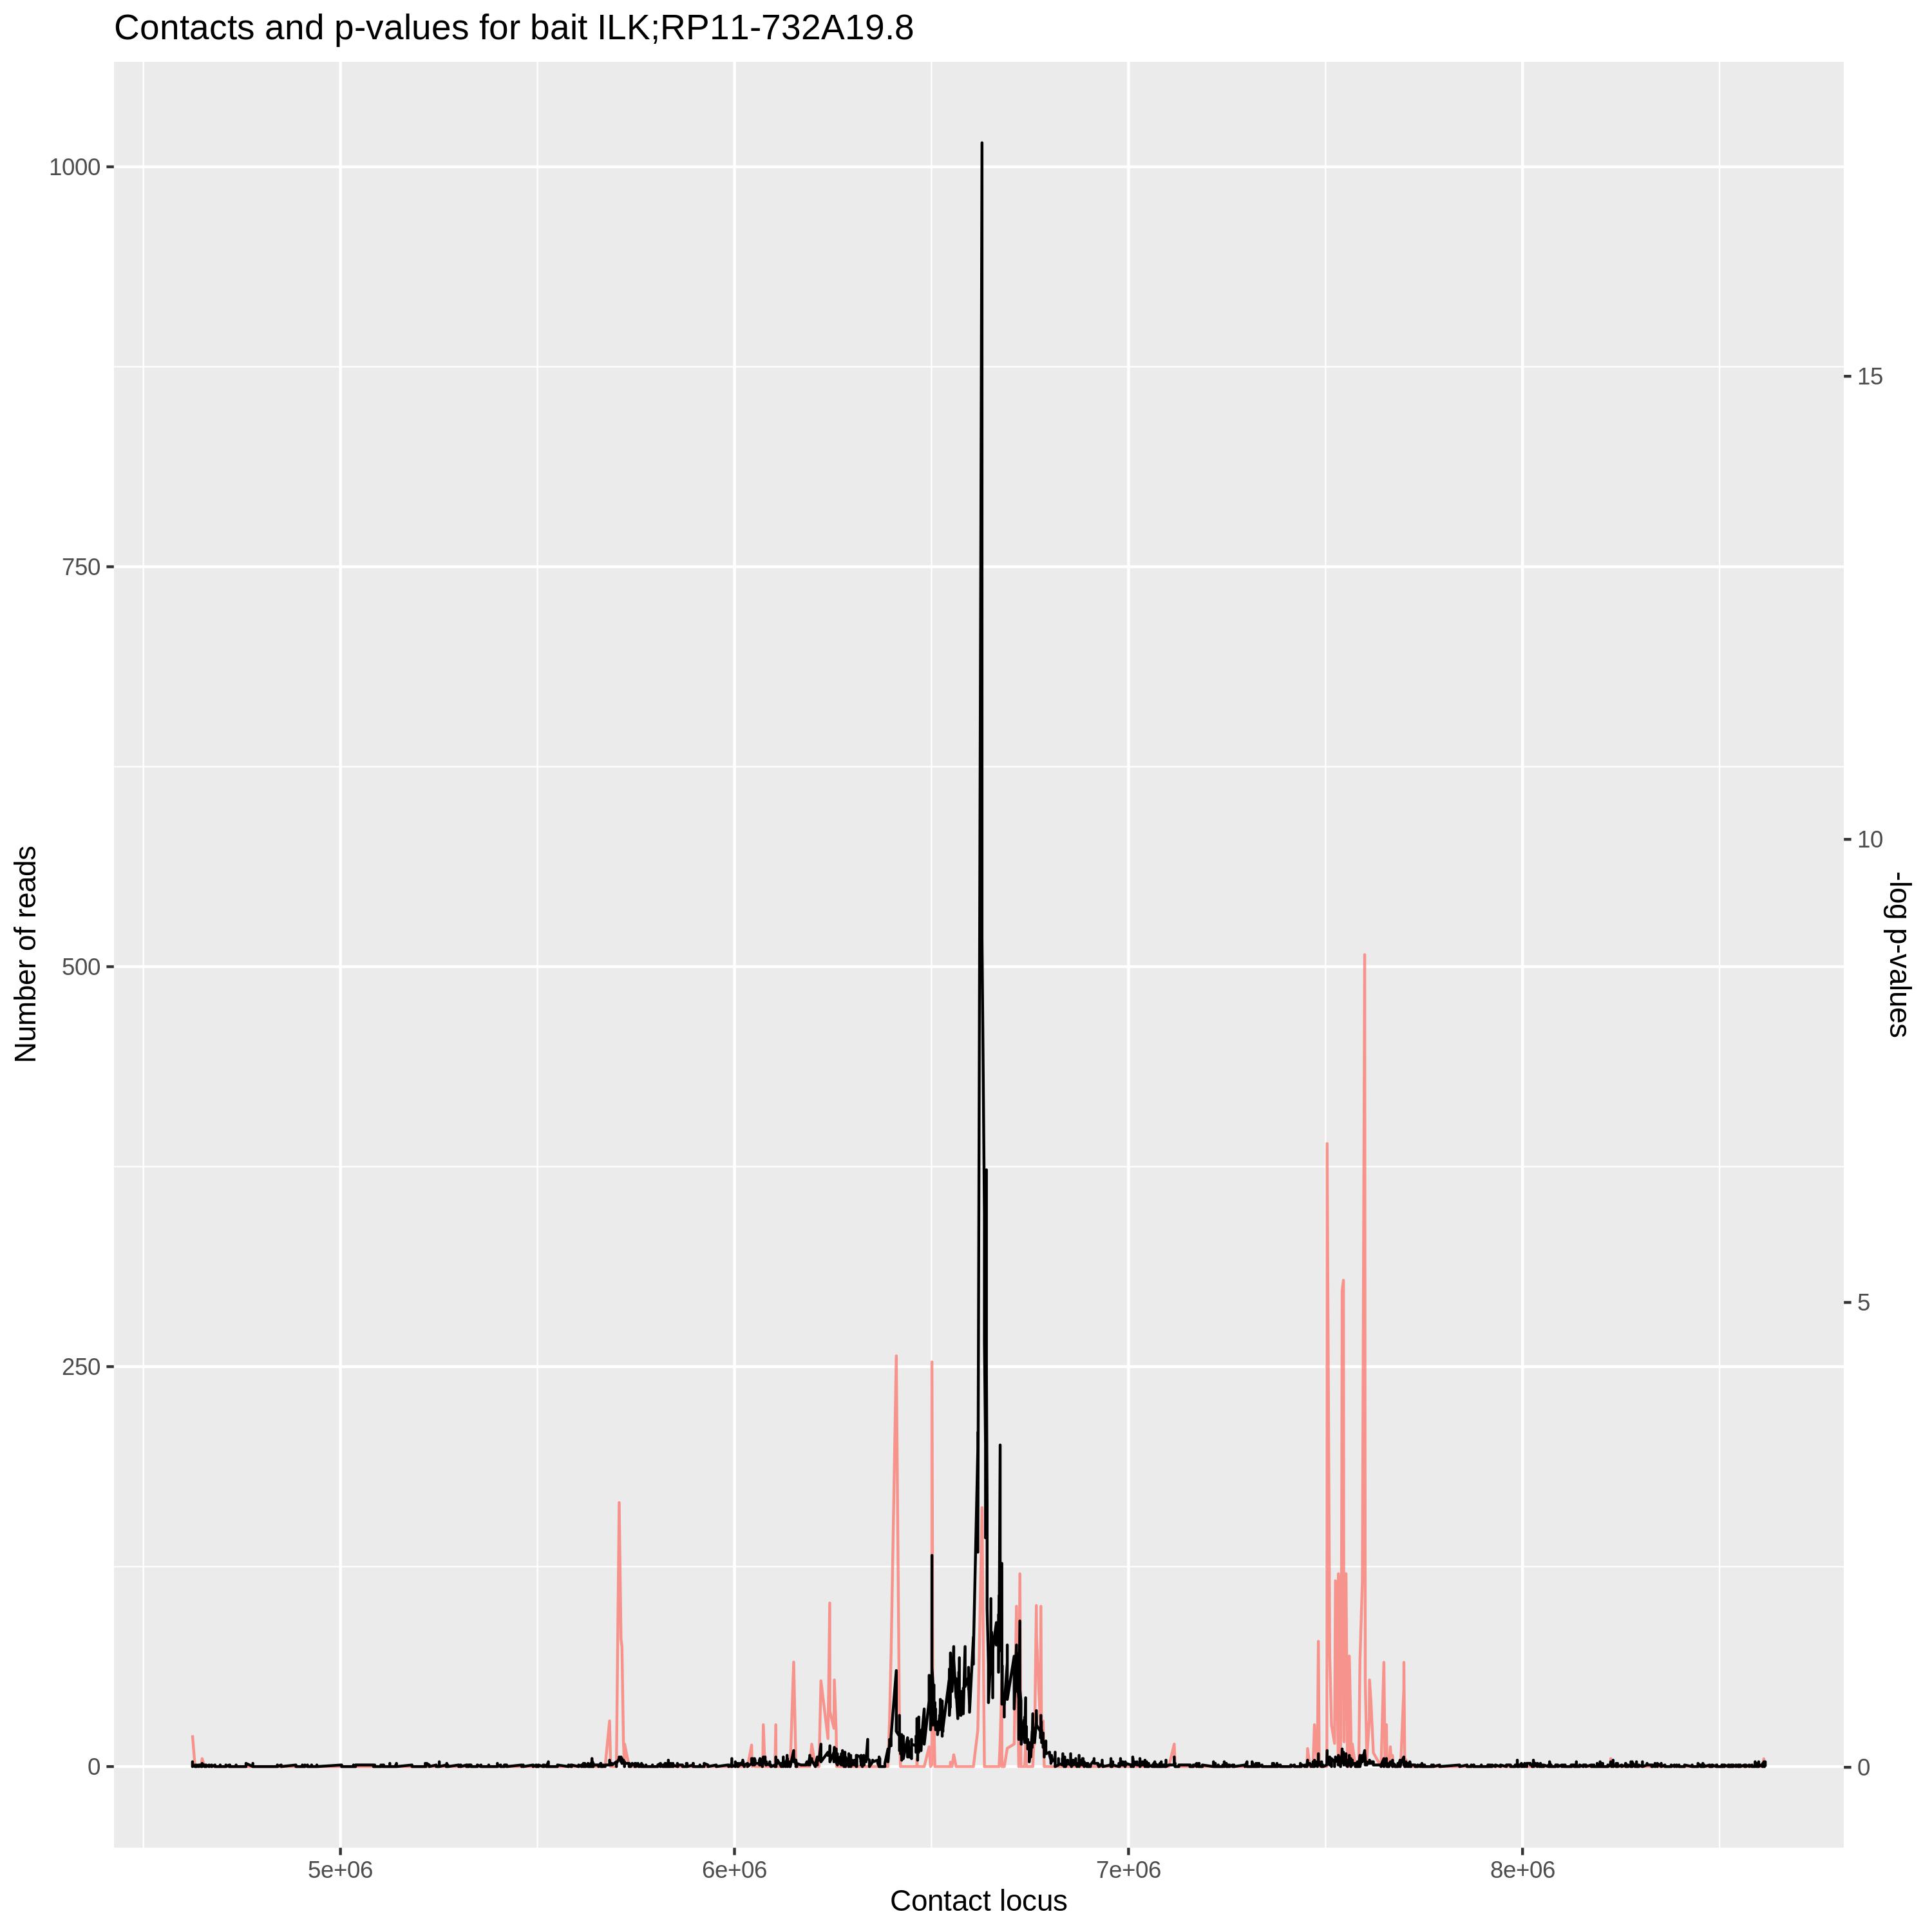 Contacts and p-values for bait ILK;RP11-732A19.8
1000
750
500
250
0
Number of reads
15
10
5
0
-log p-values
5e+06
6e+06
7e+06
8e+06
Contact locus